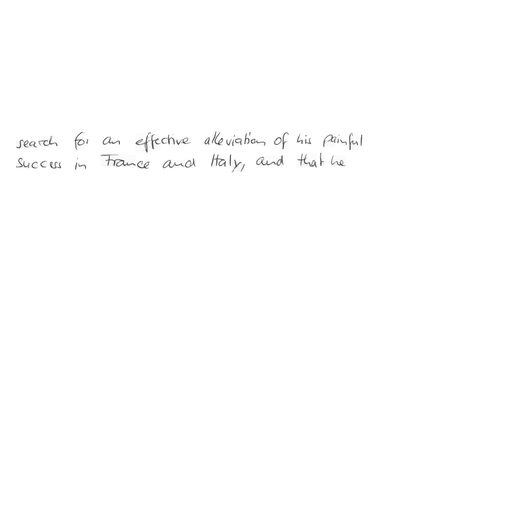 search for an effective alleviation of his painful
success in France and Italy, and that he